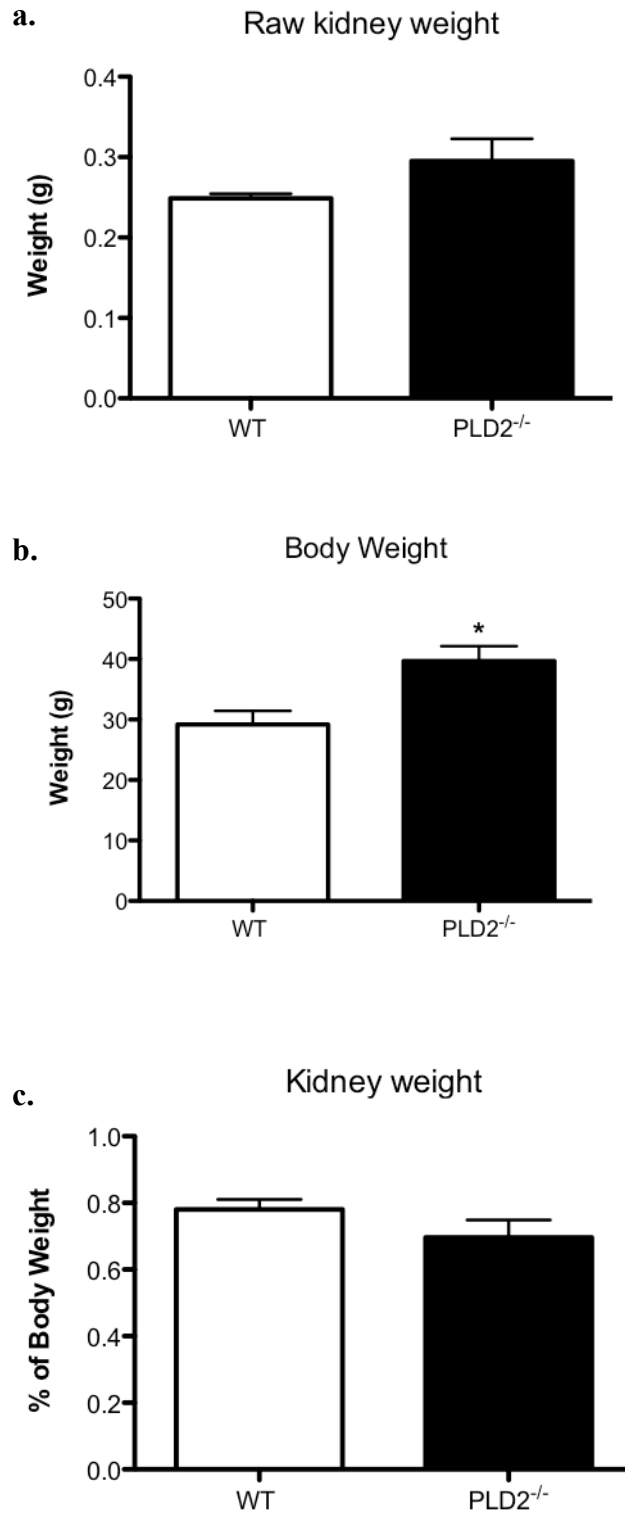 a.
Raw kidney weight
0.4
0.3
0.2
0.1
0.0
Weight (g)
WT
PLD2-/-
b.
Body Weight
50
40
30
20
10
0
Weight (g)
*
WT
PLD2-/-
c.
Kidney weight
1.0
0.8
0.6
0.4
0.2
0.0
% of Body Weight
WT
PLD2-/-